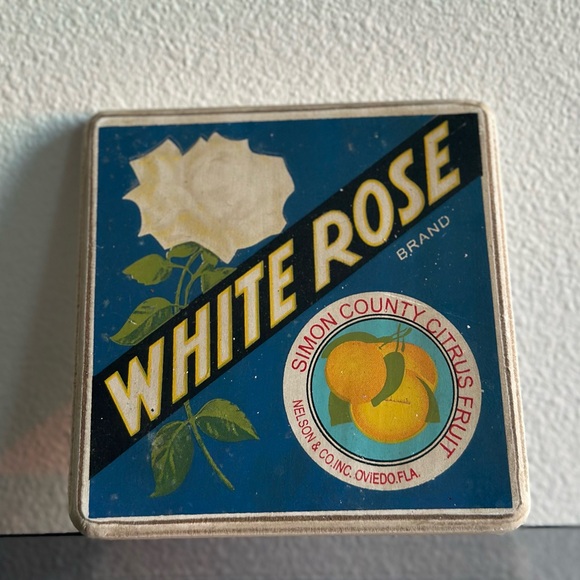 WHITE ROSE
BRAND
SIMON COUNTY CITRUS FRUIT
NELSON & CO.INC. OVIEDO.FLA.